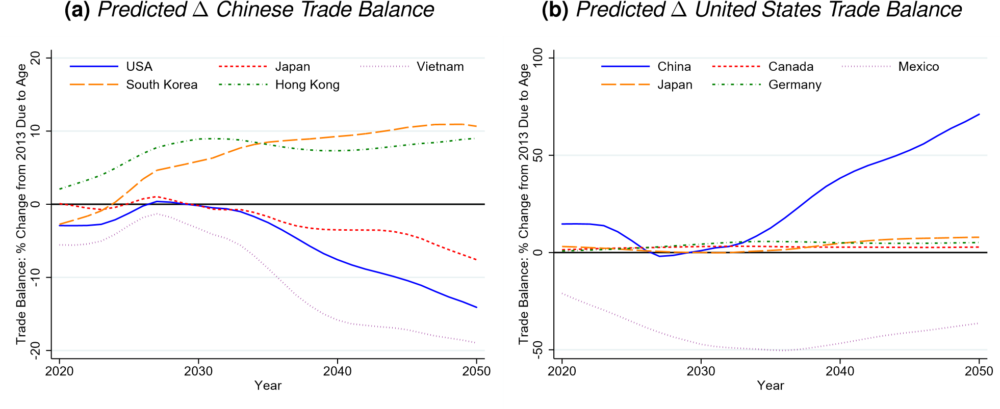 (a) Predicted Δ Chinese Trade Balance
Trade Balance: % Change from 2013 Due to Age
20
10
0
-10
-20
USA
Japan
Vietnam
South Korea
Hong Kong
2020
2030
2040
2050
Year
(b) Predicted Δ United States Trade Balance
Trade Balance: % Change from 2013 Due to Age
100
50
0
-50
China
Canada
Mexico
Japan
Germany
2020
2030
2040
2050
Year